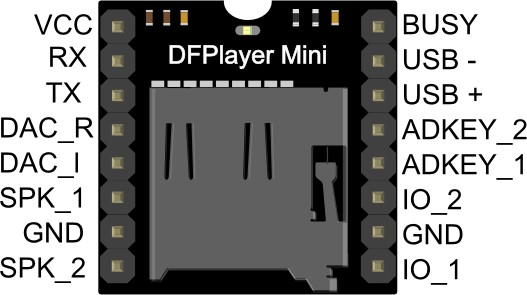 VCC
RX
TX
DAC_R
DAC_I
SPK_1
GND
SPK_2
DFPlayer Mini
BUSY
USB -
USB +
ADKEY_2
ADKEY_1
IO_2
GND
IO_1